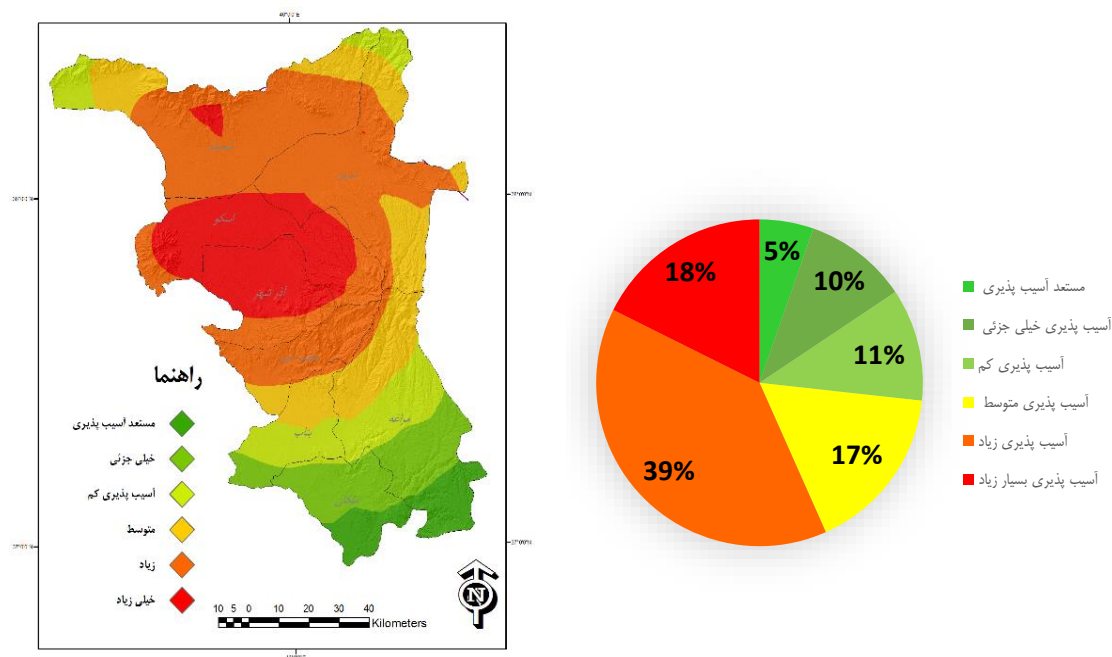 اسکو
آذر شهر
راهنما
مستعد آسیب پذیری
خیلی جزئی
آسیب پذیری کم
متوسط
زیاد
خیلی زیاد
10 5 0 10 20 30 40
Kilometers
N
5%
10%
11%
17%
39%
18%
مستعد آسیب پذیری
آسیب پذیری خیلی جزئی
آسیب پذیری کم
آسیب پذیری متوسط
آسیب پذیری زیاد
آسیب پذیری بسیار زیاد